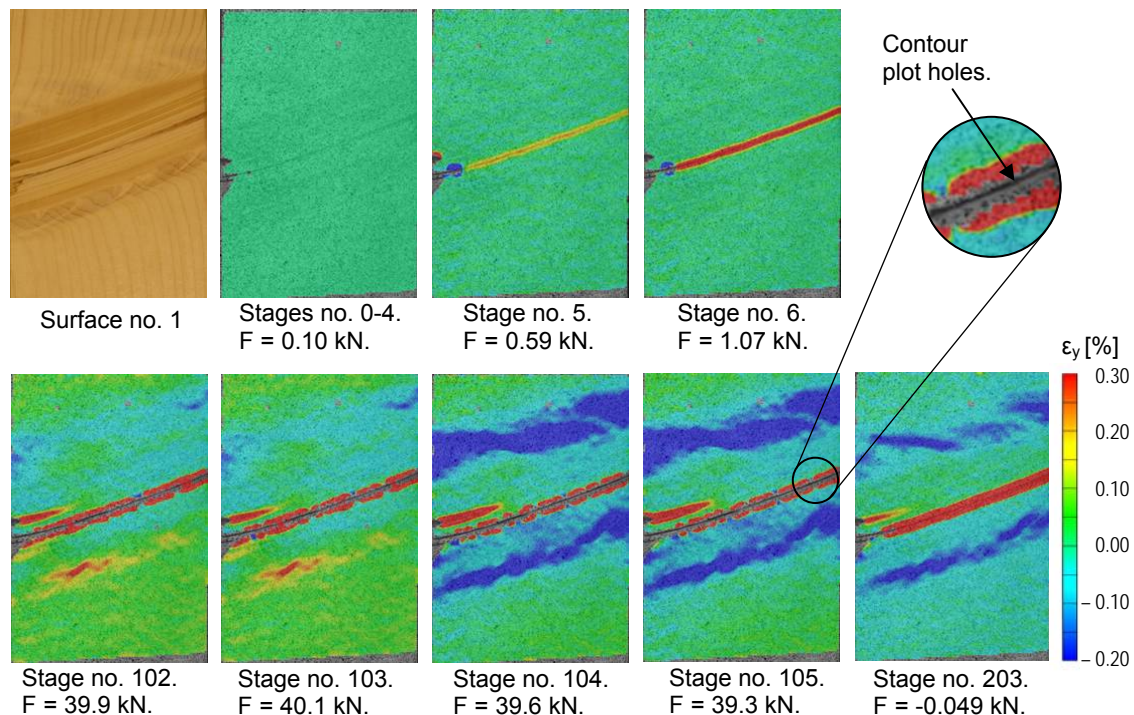 Contour
plot holes.
Surface no. 1
Stages no. 0-4.
F = 0.10 kN.
Stage no. 5.
F = 0.59 kN.
Stage no. 6.
F = 1.07 kN.
εy [%]
0.30
0.20
0.10
0.00
– 0.10
– 0.20
Stage no. 102.
F = 39.9 kN.
Stage no. 103.
F = 40.1 kN.
Stage no. 104.
F = 39.6 kN.
Stage no. 105.
F = 39.3 kN.
Stage no. 203.
F = -0.049 kN.